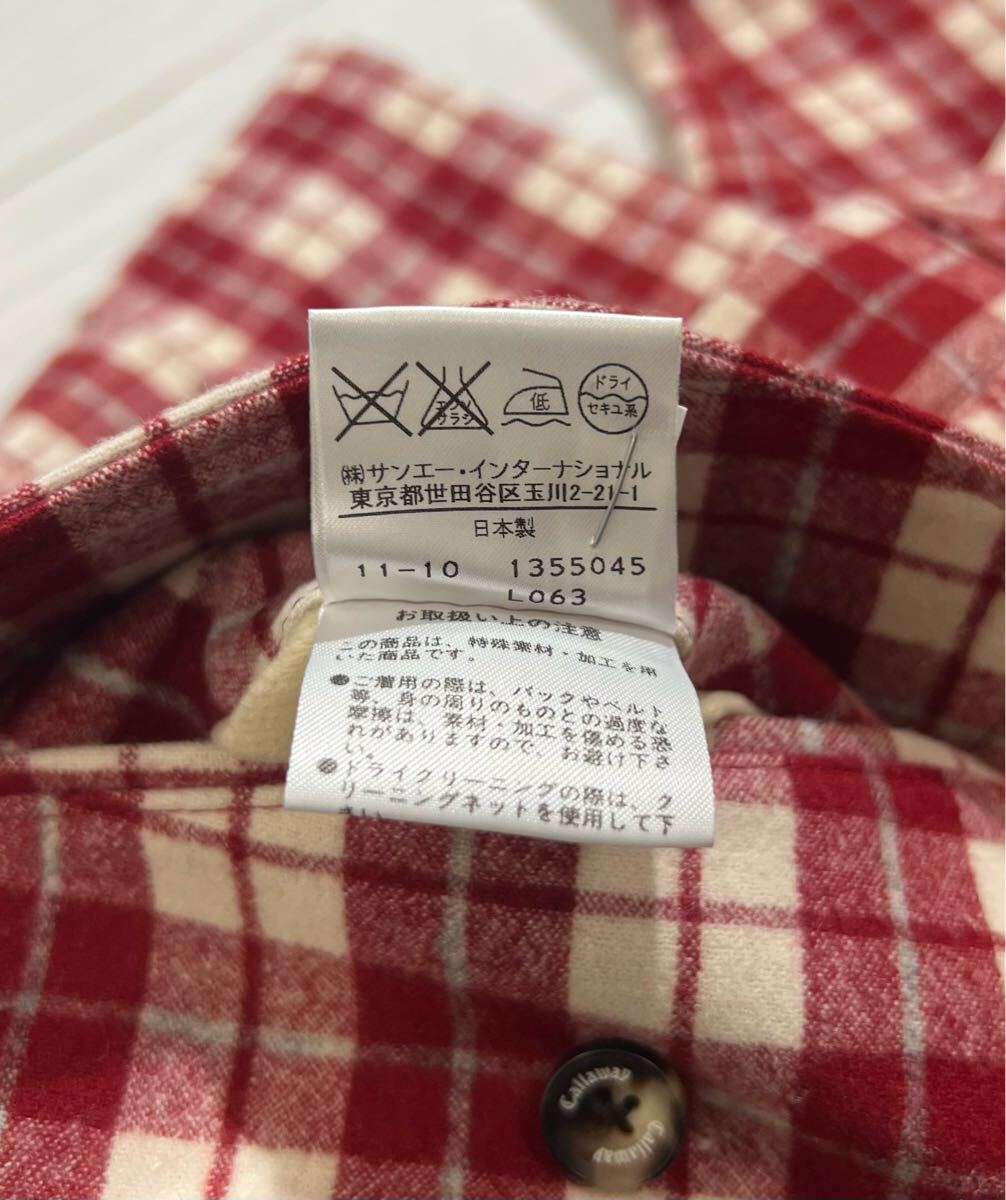 エンソ
サラシ
低
ドライ
セキユ系
㈱サンエー・インターナショナル
東京都世田谷区玉川2-21-1
日本製
11-10 1355045
L063
お取扱い上の注意
この商品は、特殊素材・加工を用
いた商品です。
●ご着用の際は、バックやベルト
等、身の周りのものとの過度な
摩擦は、素材・加工を傷める恐
れがありますので、お避け下さ
い。
●ドライクリーニングの際は、ク
リーニングネットを使用して下
さい。
Callaway
Callaway